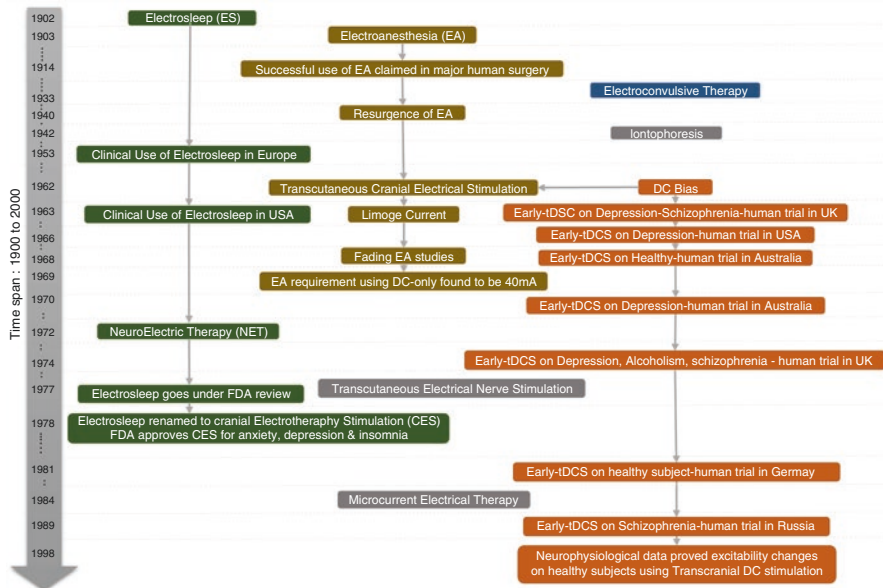 Time span : 1900 to 2000
1902
Electrosleep (ES)
1903
Electroanesthesia (EA)
1914
Successful use of EA claimed in major human surgery
1933
Electroconvulsive Therapy
1940
Resurgence of EA
1942
Iontophoresis
1953
Clinical Use of Electrosleep in Europe
1962
Transcutaneous Cranial Electrical Stimulation
DC Bias
1963
Clinical Use of Electrosleep in USA
Limoge Current
Early-tDSC on Depression-Schizophrenia-human trial in UK
1966
Early-tDCS on Depression-human trial in USA
1968
Fading EA studies
Early-tDCS on Healthy-human trial in Australia
1969
EA requirement using DC-only found to be 40mA
1970
Early-tDCS on Depression-human trial in Australia
1972
NeuroElectric Therapy (NET)
1974
Early-tDCS on Depression, Alcoholism, schizophrenia - human trial in UK
1977
Electrosleep goes under FDA review
Transcutaneous Electrical Nerve Stimulation
1978
Electrosleep renamed to cranial Electrotheraphy Stimulation (CES)
FDA approves CES for anxiety, depression & insomnia
1981
Early-tDCS on healthy subject-human trial in Germay
1984
Microcurrent Electrical Therapy
1989
Early-tDCS on Schizophrenia-human trial in Russia
1998
Neurophysiological data proved excitability changes
on healthy subjects using Transcranial DC stimulation